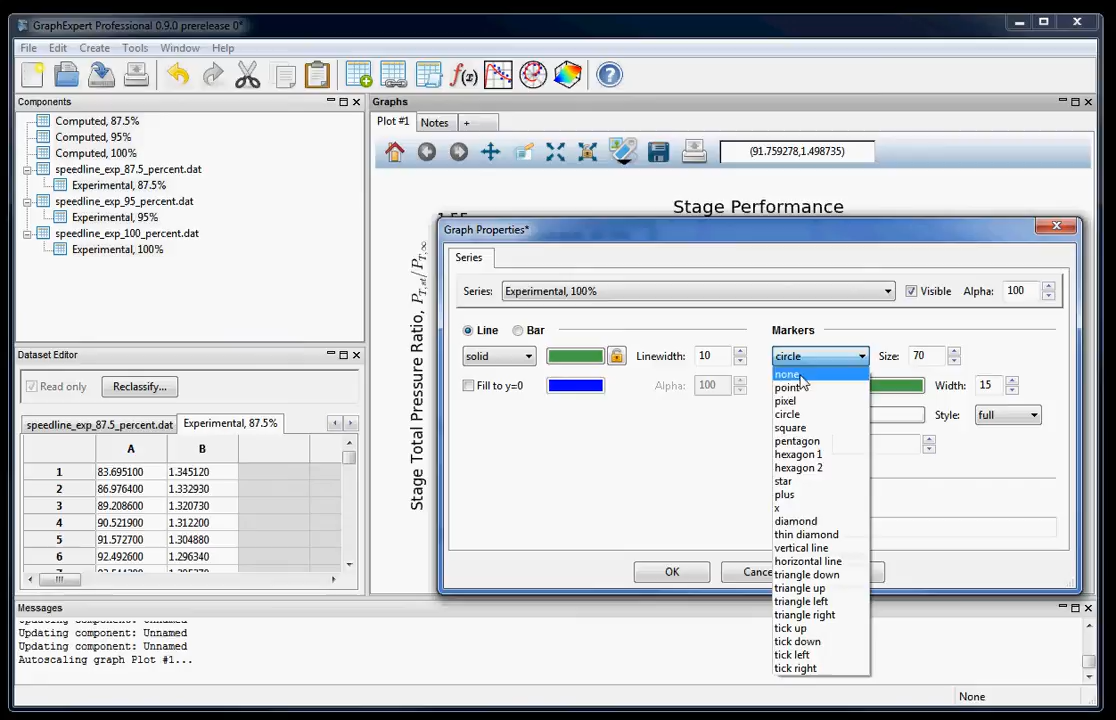 GraphExpert Professional 0.9.0 prerelease 0*
File Edit Create Tools Window Help
Components
Computed, 87.5%
Computed, 95%
Computed, 100%
speedline_exp_87.5_percent.dat
Experimental, 87.5%
speedline_exp_95_percent.dat
Experimental, 95%
speedline_exp_100_percent.dat
Experimental, 100%
Graphs
Plot #1 Notes +
(91.759278,1.498735)
Stage Performance
Stage Total Pressure Ratio, P_{T,st}/P_{T,∞}
Graph Properties*
Series
Series: Experimental, 100% Visible Alpha: 100
Line Bar Markers
solid Linewidth: 10 circle Size: 70
Fill to y=0 Alpha: 100 Width: 15
Style: full
none
point
pixel
circle
square
pentagon
hexagon 1
hexagon 2
star
plus
x
diamond
thin diamond
vertical line
horizontal line
triangle down
triangle up
triangle left
triangle right
tick up
tick down
tick left
tick right
OK
Dataset Editor
Read only Reclassify...
speedline_exp_87.5_percent.dat Experimental, 87.5%
A B
1 83.695100 1.345120
2 86.976400 1.332930
3 89.208600 1.320730
4 90.521900 1.312200
5 91.572700 1.304880
6 92.492600 1.296340
Messages
Updating component: Unnamed
Updating component: Unnamed
Autoscaling graph Plot #1...
None